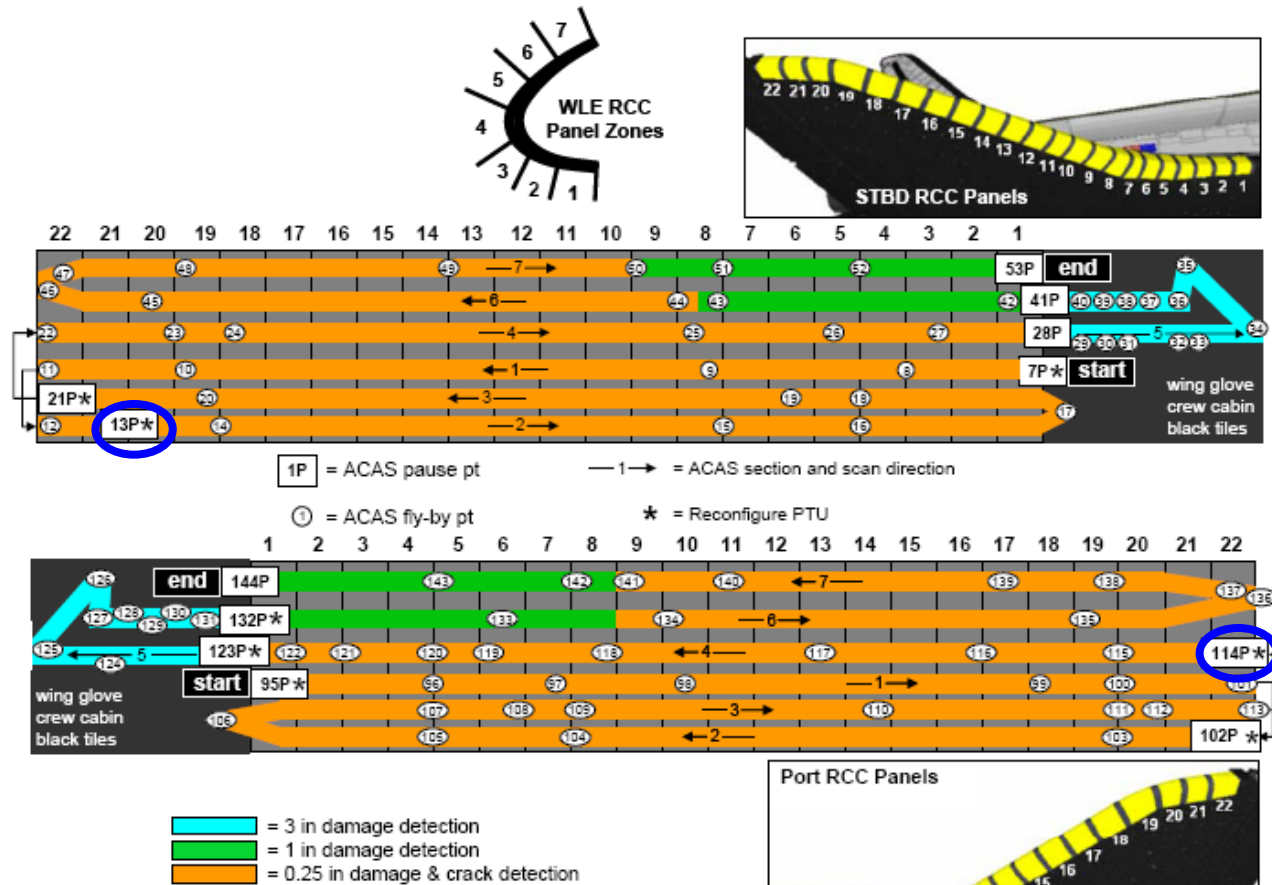 7
6
5
4
3
2
1
WLE RCC
Panel Zones
22 21 20 19 18 17 16 15 14 13 12 11 10 9 8 7 6 5 4 3 2 1
STBD RCC Panels
22 21 20 19 18 17 16 15 14 13 12 11 10 9 8 7 6 5 4 3 2 1
47 48 49 7 50 51 52 53P end 35
46 45 6 44 43 42 41P 40 39 38 37 36
22 23 24 4 25 26 27 28P 5 34
29 30 31 32 33
11 10 1 9 8 7P* start
21P* 20 3 19 18 17
12 13P* 14 2 15 16
wing glove
crew cabin
black tiles
1P = ACAS pause pt
1 = ACAS section and scan direction
1 = ACAS fly-by pt
* = Reconfigure PTU
1 2 3 4 5 6 7 8 9 10 11 12 13 14 15 16 17 18 19 20 21 22
126 end 144P 143 142 141 140 7 139 138 137 136
127 128 129 130 131 132P* 133 134 6 135
125 5 124 123P* 122 121 120 119 118 4 117 116 115 114P*
start 95P* 96 97 98 1 99 100 101
106 107 108 109 3 110 111 112 113
105 104 2 103 102P*
wing glove
crew cabin
black tiles
Port RCC Panels
22 21 20 19 18 17 16 15
= 3 in damage detection
= 1 in damage detection
= 0.25 in damage & crack detection